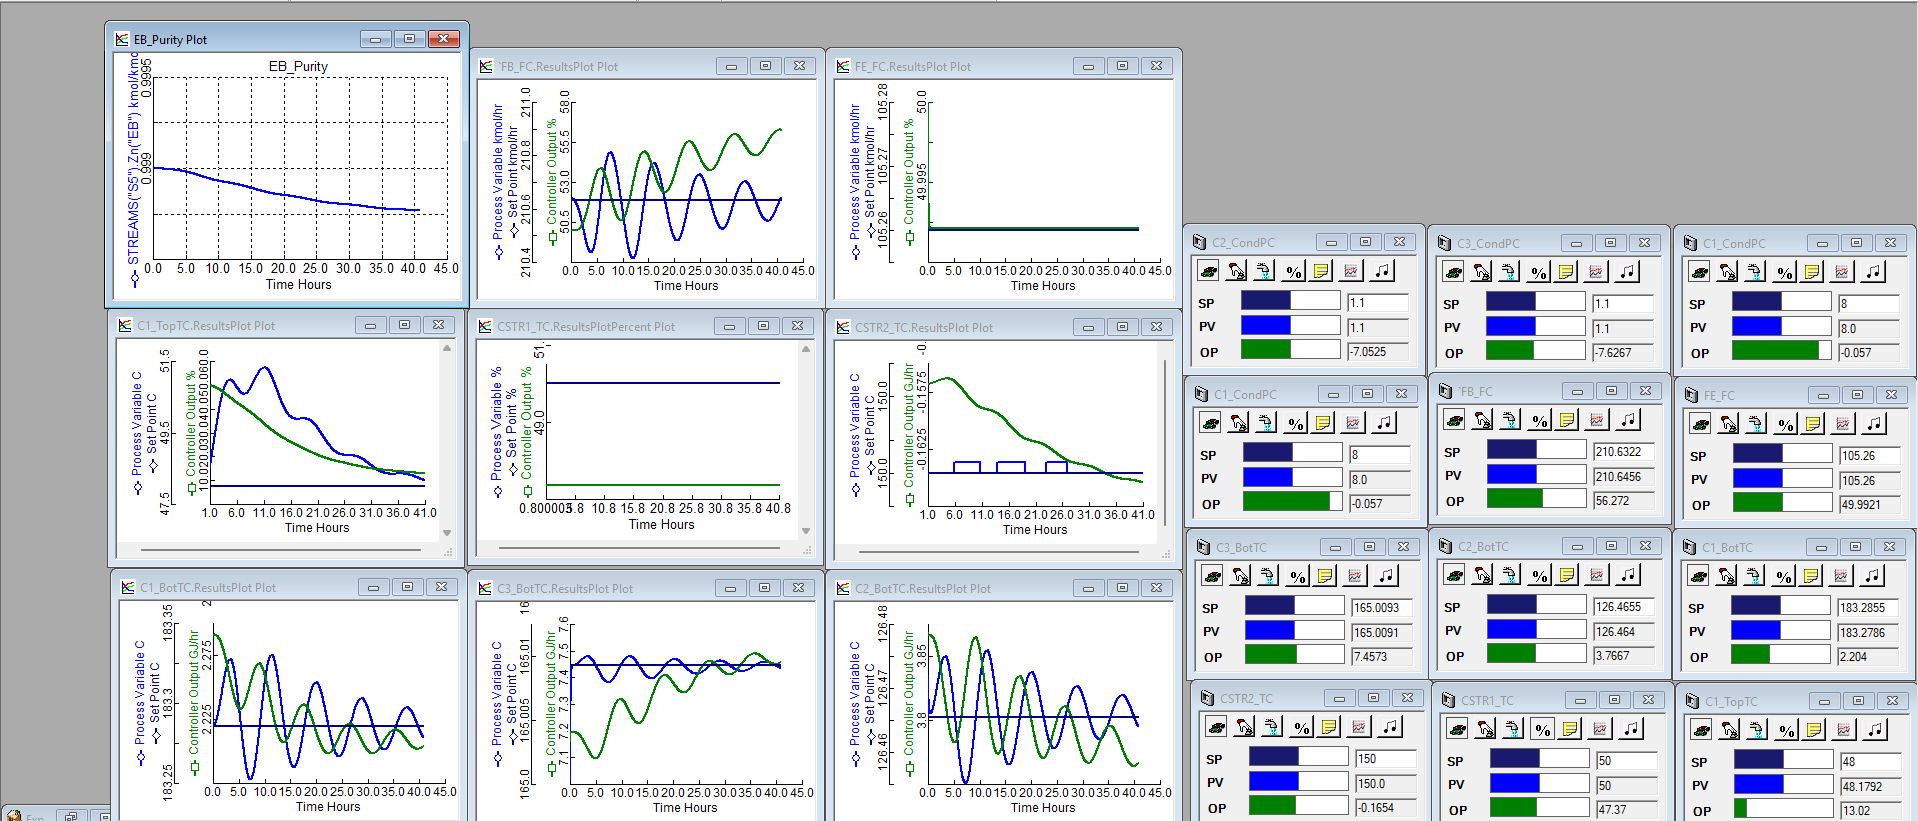 EB_Purity Plot
EB_Purity
STREAMS("S5").Zn("EB") kmol/kmo
0.999
0.9995
0.0 5.0 10.0 15.0 20.0 25.0 30.0 35.0 40.0 45.0
Time Hours
`FB_FC.ResultsPlot Plot
Process Variable kmol/hr
Set Point kmol/hr
210.4 210.6 210.8 211.0
Controller Output %
50.5 53.0 55.5 58.0
0.0 5.0 10.0 15.0 20.0 25.0 30.0 35.0 40.0 45.0
Time Hours
FE_FC.ResultsPlot Plot
Process Variable kmol/hr
Set Point kmol/hr
105.26 105.26 105.27 105.28
Controller Output %
49.995 50.0
0.0 5.0 10.0 15.0 20.0 25.0 30.0 35.0 40.0 45.0
Time Hours
C1_TopTC.ResultsPlot Plot
Process Variable C
Set Point C
47.5 49.5 51.5
Controller Output %
10.0 20.0 30.0 40.0 50.0 60.0
1.0 6.0 11.0 16.0 21.0 26.0 31.0 36.0 41.0
Time Hours
CSTR1_TC.ResultsPlotPercent Plot
Process Variable %
Set Point %
Controller Output %
49.0 51.
0.80000 5.8 10.8 15.8 20.8 25.8 30.8 35.8 40.8
Time Hours
CSTR2_TC.ResultsPlot Plot
Process Variable C
Set Point C
150.0 150.0
Controller Output GJ/hr
-0.1625 -0.1575 -0.
1.0 6.0 11.0 16.0 21.0 26.0 31.0 36.0 41.0
Time Hours
C1_BotTC.ResultsPlot Plot
Process Variable C
Set Point C
183.25 183.3 183.35
Controller Output GJ/hr
2.225 2.275 2
0.0 5.0 10.0 15.0 20.0 25.0 30.0 35.0 40.0 45.0
Time Hours
C3_BotTC.ResultsPlot Plot
Process Variable C
Set Point C
165.0 165.005 165.01 16
Controller Output GJ/hr
7.1 7.2 7.3 7.4 7.5 7.6
0.0 5.0 10.0 15.0 20.0 25.0 30.0 35.0 40.0 45.0
Time Hours
C2_BotTC.ResultsPlot Plot
Process Variable C
Set Point C
126.46 126.46 126.47 126.48
Controller Output GJ/hr
3.8 3.85
0.0 5.0 10.0 15.0 20.0 25.0 30.0 35.0 40.0 45.0
Time Hours
C2_CondPC
%
SP 1.1
PV 1.1
OP -7.0525
C3_CondPC
%
SP 1.1
PV 1.1
OP -7.6267
C1_CondPC
%
SP 8
PV 8.0
OP -0.057
C1_CondPC
%
SP 8
PV 8.0
OP -0.057
`FB_FC
%
SP 210.6322
PV 210.6456
OP 56.272
FE_FC
%
SP 105.26
PV 105.26
OP 49.9921
C3_BotTC
%
SP 165.0093
PV 165.0091
OP 7.4573
C2_BotTC
%
SP 126.4655
PV 126.464
OP 3.7667
C1_BotTC
%
SP 183.2855
PV 183.2786
OP 2.204
CSTR2_TC
%
SP 150
PV 150.0
OP -0.1654
CSTR1_TC
%
SP 50
PV 50
OP 47.37
C1_TopTC
%
SP 48
PV 48.1792
OP 13.02
Exp